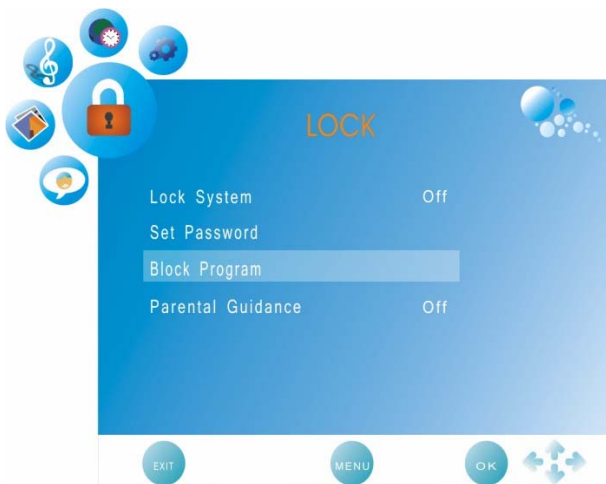 LOCK
Lock System Off
Set Password
Block Program
Parental Guidance Off
EXIT MENU OK